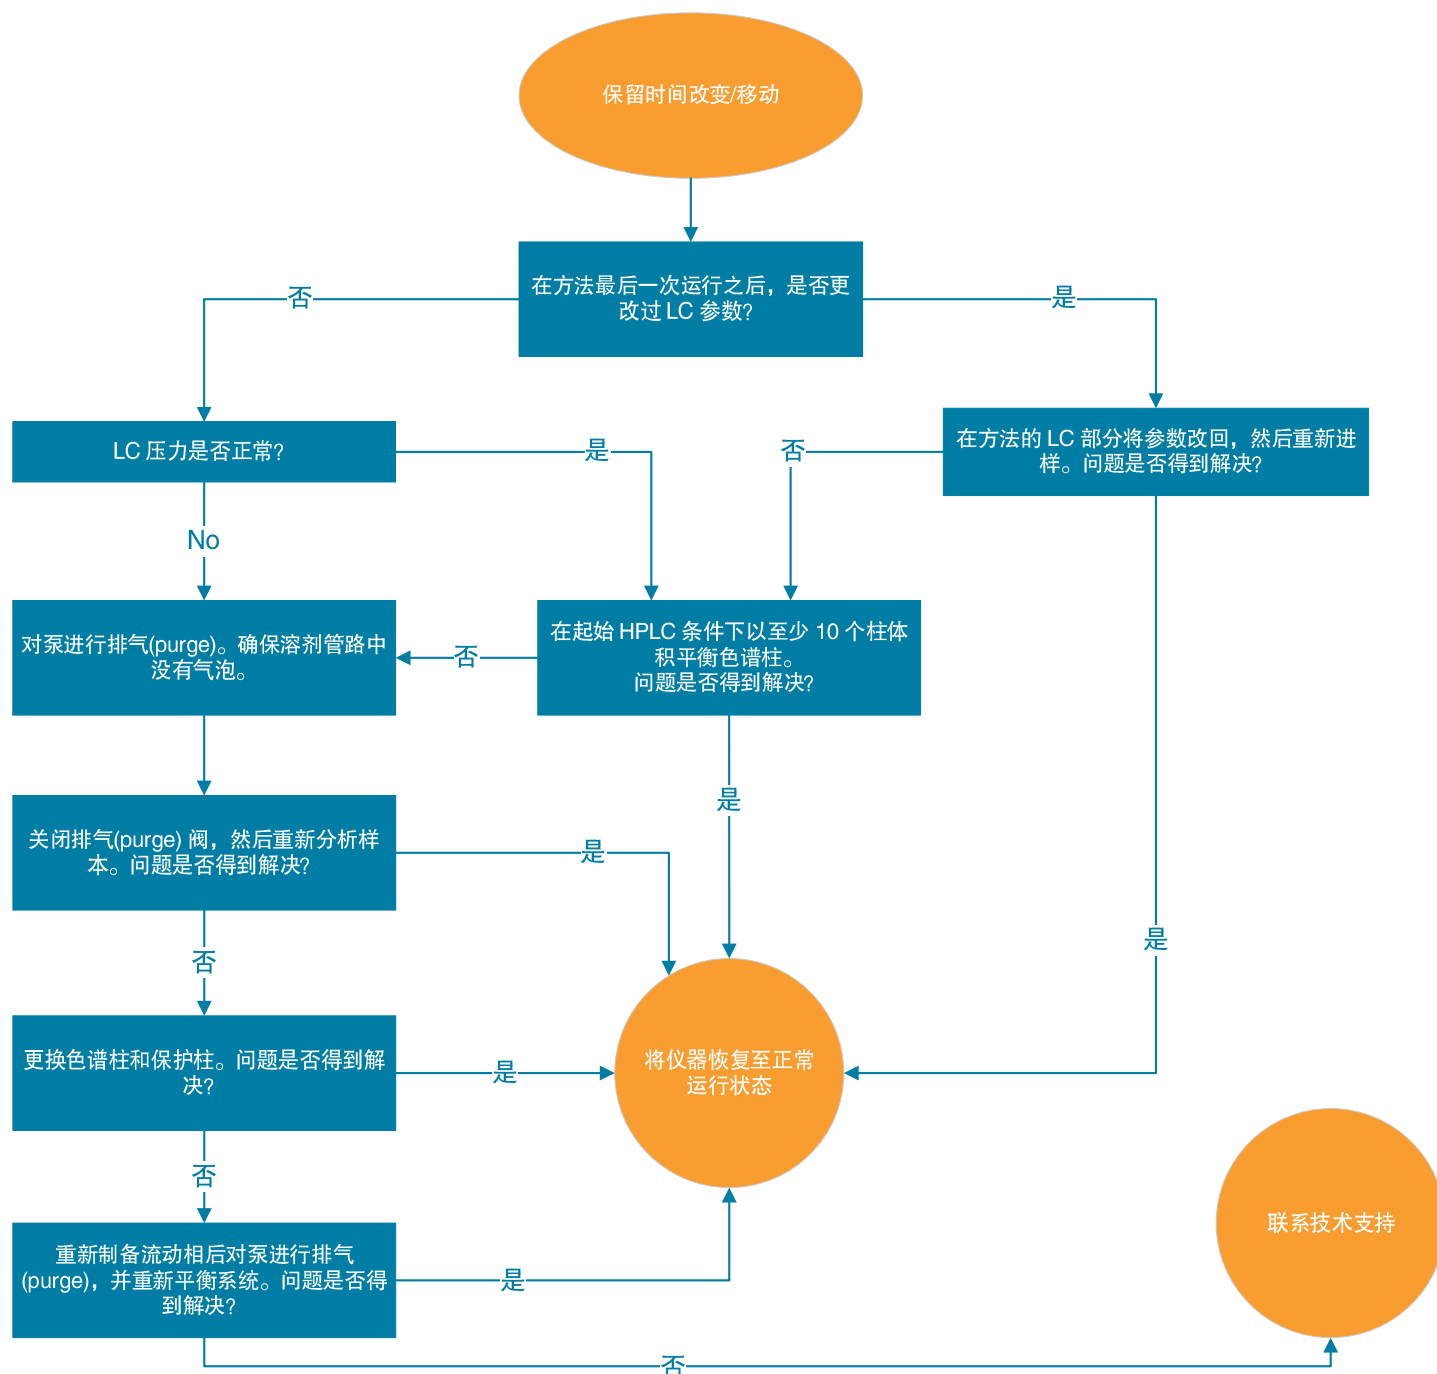 保留时间改变/移动
在方法最后一次运行之后，是否更
改过 LC 参数？
否
是
LC 压力是否正常？
是
否
在方法的 LC 部分将参数改回，然后重新进
样。问题是否得到解决？
No
对泵进行排气(purge)。确保溶剂管路中
没有气泡。
否
在起始 HPLC 条件下以至少 10 个柱体
积平衡色谱柱。
问题是否得到解决？
是
关闭排气(purge) 阀，然后重新分析样
本。问题是否得到解决？
是
是
否
更换色谱柱和保护柱。问题是否得到解
决？
是
将仪器恢复至正常
运行状态
否
联系技术支持
重新制备流动相后对泵进行排气
(purge)，并重新平衡系统。问题是否得
到解决？
是
否